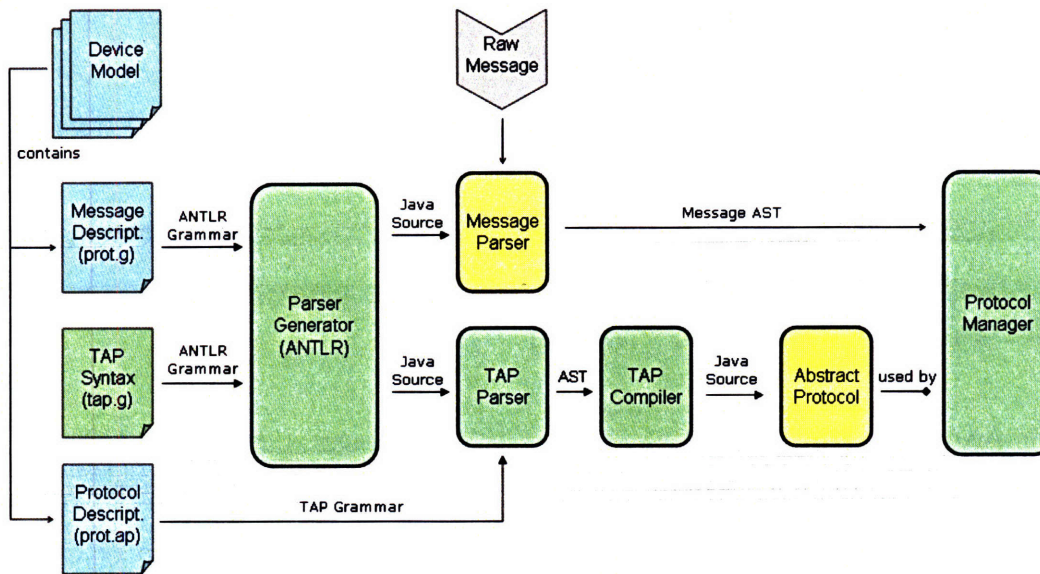 Device
Model
Raw
Message
contains
Message
Descript.
(prot.g)
ANTLR
Grammar
Java
Source
Message
Parser
Message AST
Parser
Generator
(ANTLR)
Protocol
Manager
TAP
Syntax
(tap.g)
ANTLR
Grammar
Java
Source
TAP
Parser
AST
TAP
Compiler
Java
Source
Abstract
Protocol
used by
Protocol
Descript.
(prot.ap)
TAP Grammar